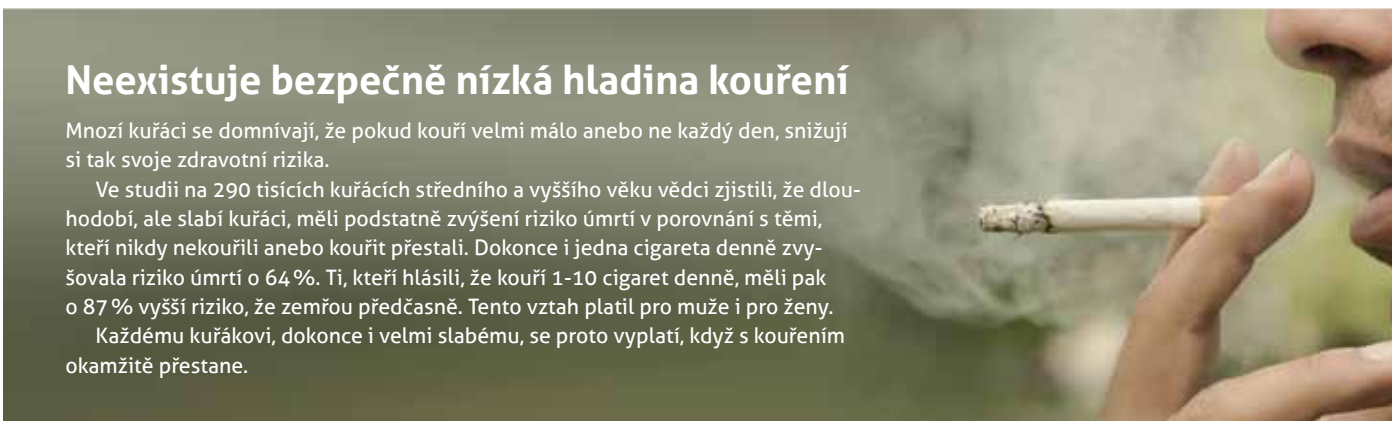 Neexistuje bezpečně nízká hladina kouření
Mnozí kuřáci se domnívají, že pokud kouří velmi málo anebo ne každý den, snižují
si tak svoje zdravotní rizika.
Ve studii na 290 tisících kuřácích středního a vyššího věku vědci zjistili, že dlou-
hodobí, ale slabí kuřáci, měli podstatně zvýšení riziko úmrtí v porovnání s těmi,
kteří nikdy nekouřili anebo kouřit přestali. Dokonce i jedna cigareta denně zvy-
šovala riziko úmrtí o 64 %. Ti, kteří hlásili, že kouří 1-10 cigaret denně, měli pak
o 87 % vyšší riziko, že zemřou předčasně. Tento vztah platil pro muže i pro ženy.
Každému kuřákovi, dokonce i velmi slabému, se proto vyplatí, když s kouřením
okamžitě přestane.